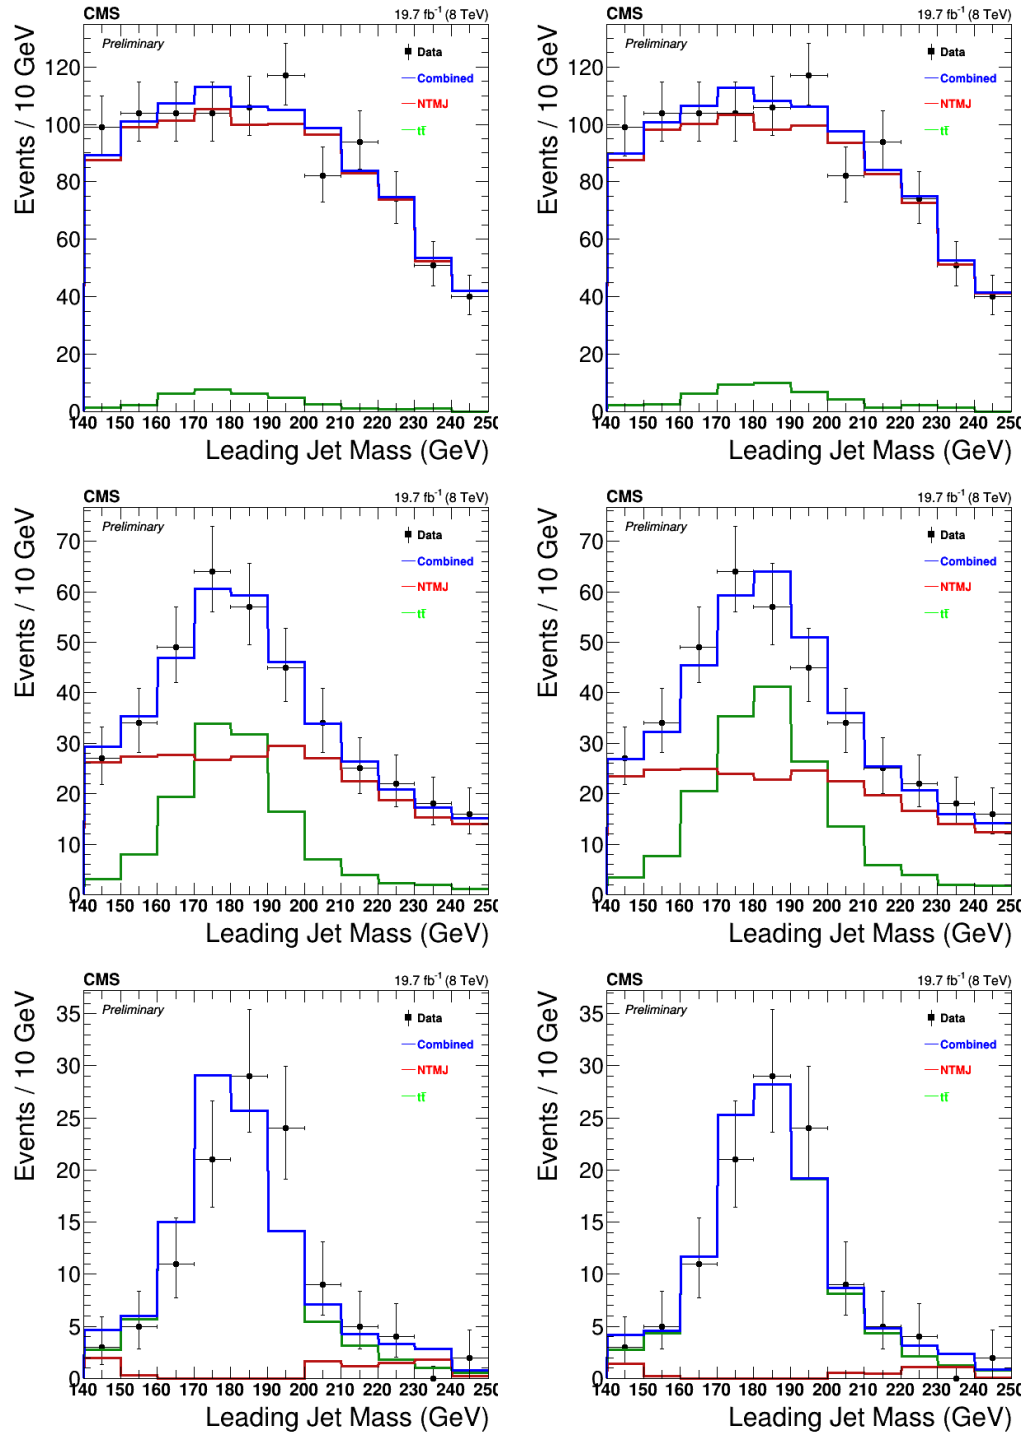 CMS 19.7 fb⁻¹ (8 TeV)
Preliminary
Data
Combined
NTMJ
tt̄
Events / 10 GeV
120
100
80
60
40
20
0
140 150 160 170 180 190 200 210 220 230 240 250
Leading Jet Mass (GeV)
CMS 19.7 fb⁻¹ (8 TeV)
Preliminary
Data
Combined
NTMJ
tt̄
Events / 10 GeV
120
100
80
60
40
20
0
140 150 160 170 180 190 200 210 220 230 240 250
Leading Jet Mass (GeV)
CMS 19.7 fb⁻¹ (8 TeV)
Preliminary
Data
Combined
NTMJ
tt̄
Events / 10 GeV
70
60
50
40
30
20
10
0
140 150 160 170 180 190 200 210 220 230 240 250
Leading Jet Mass (GeV)
CMS 19.7 fb⁻¹ (8 TeV)
Preliminary
Data
Combined
NTMJ
tt̄
Events / 10 GeV
70
60
50
40
30
20
10
0
140 150 160 170 180 190 200 210 220 230 240 250
Leading Jet Mass (GeV)
CMS 19.7 fb⁻¹ (8 TeV)
Preliminary
Data
Combined
NTMJ
tt̄
Events / 10 GeV
35
30
25
20
15
10
5
0
140 150 160 170 180 190 200 210 220 230 240 250
Leading Jet Mass (GeV)
CMS 19.7 fb⁻¹ (8 TeV)
Preliminary
Data
Combined
NTMJ
tt̄
Events / 10 GeV
35
30
25
20
15
10
5
0
140 150 160 170 180 190 200 210 220 230 240 250
Leading Jet Mass (GeV)